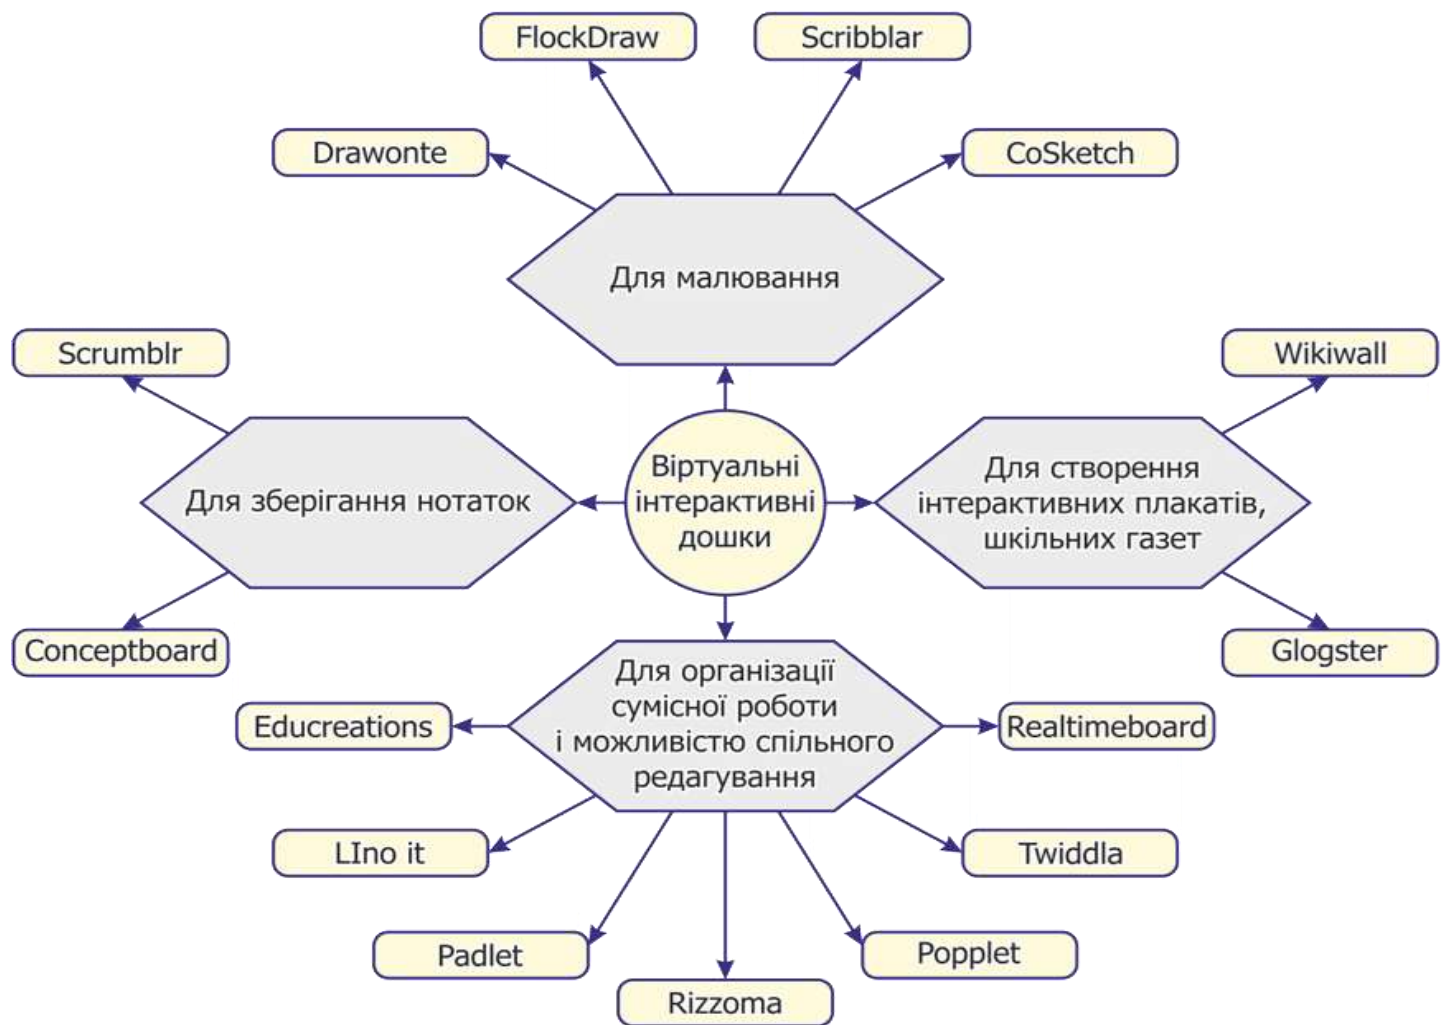 FlockDraw
Scribblar
Drawonte
CoSketch
Для малювання
Scrumblr
Wikiwall
Для зберігання нотаток
Віртуальні
інтерактивні
дошки
Для створення
інтерактивних плакатів,
шкільних газет
Conceptboard
Glogster
Для організації
сумісної роботи
і можливістю спільного
редагування
Educreations
Realtimeboard
LIno it
Twiddla
Padlet
Popplet
Rizzoma